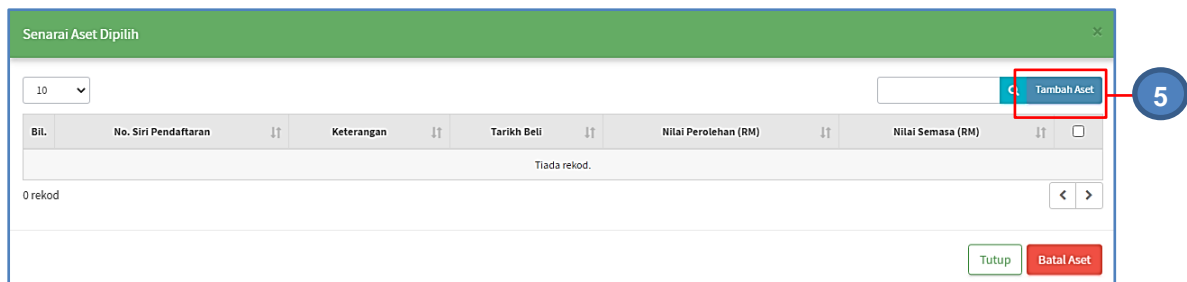 Senarai Aset Dipilih ×
10 Tambah Aset 5
Bil. No. Siri Pendaftaran Keterangan Tarikh Beli Nilai Perolehan (RM) Nilai Semasa (RM)
Tiada rekod.
0 rekod < >
Tutup Batal Aset